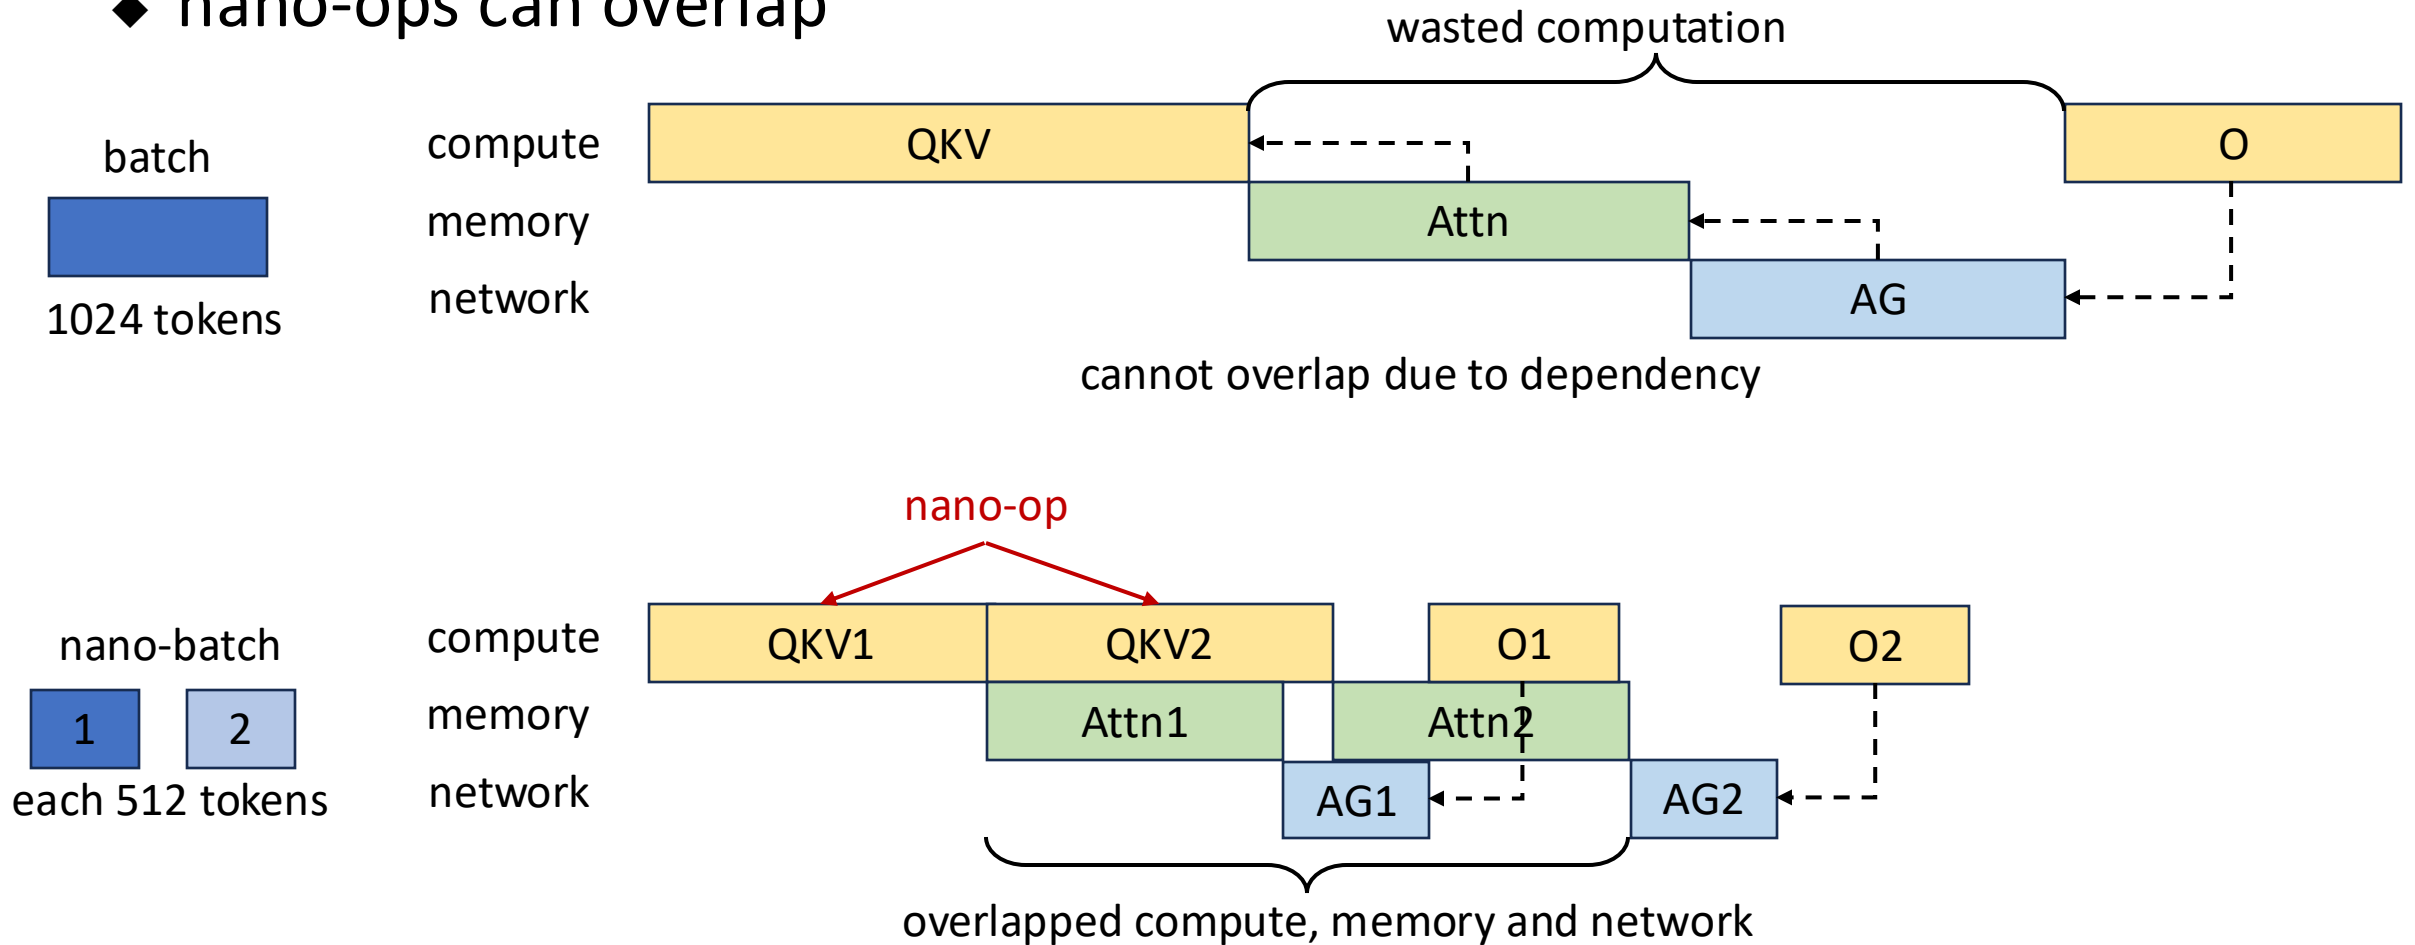 ◆ nano-ops can overlap
wasted computation
batch
1024 tokens
compute
QKV
O
memory
Attn
network
AG
cannot overlap due to dependency
nano-op
nano-batch
1
2
each 512 tokens
compute
QKV1
QKV2
O1
O2
memory
Attn1
Attn2
network
AG1
AG2
overlapped compute, memory and network